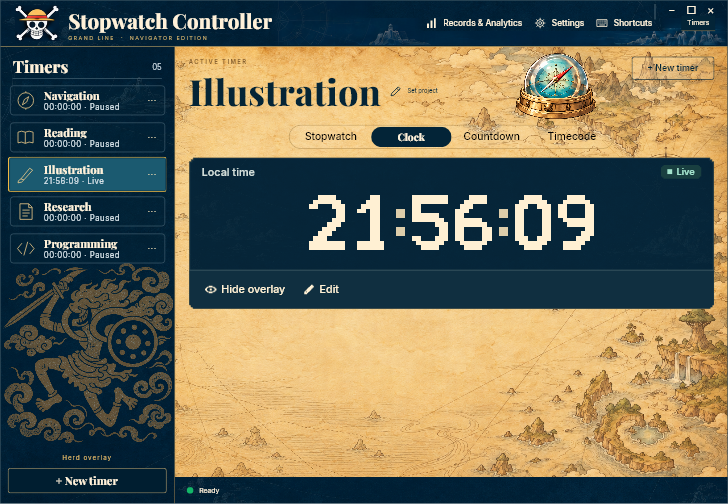 Stopwatch Controller
GRAND LINE · NAVIGATOR EDITION
Records & Analytics
Settings
Shortcuts
Timers
Timers
05
Navigation
00:00:00 · Paused
Reading
00:00:00 · Paused
Illustration
21:56:09 · Live
Research
00:00:00 · Paused
Programming
00:00:00 · Paused
Herd overlay
+ New timer
ACTIVE TIMER
Illustration
Set project
+ New timer
Stopwatch
Clock
Countdown
Timecode
Local time
Live
21:56:09
Hide overlay
Edit
Ready